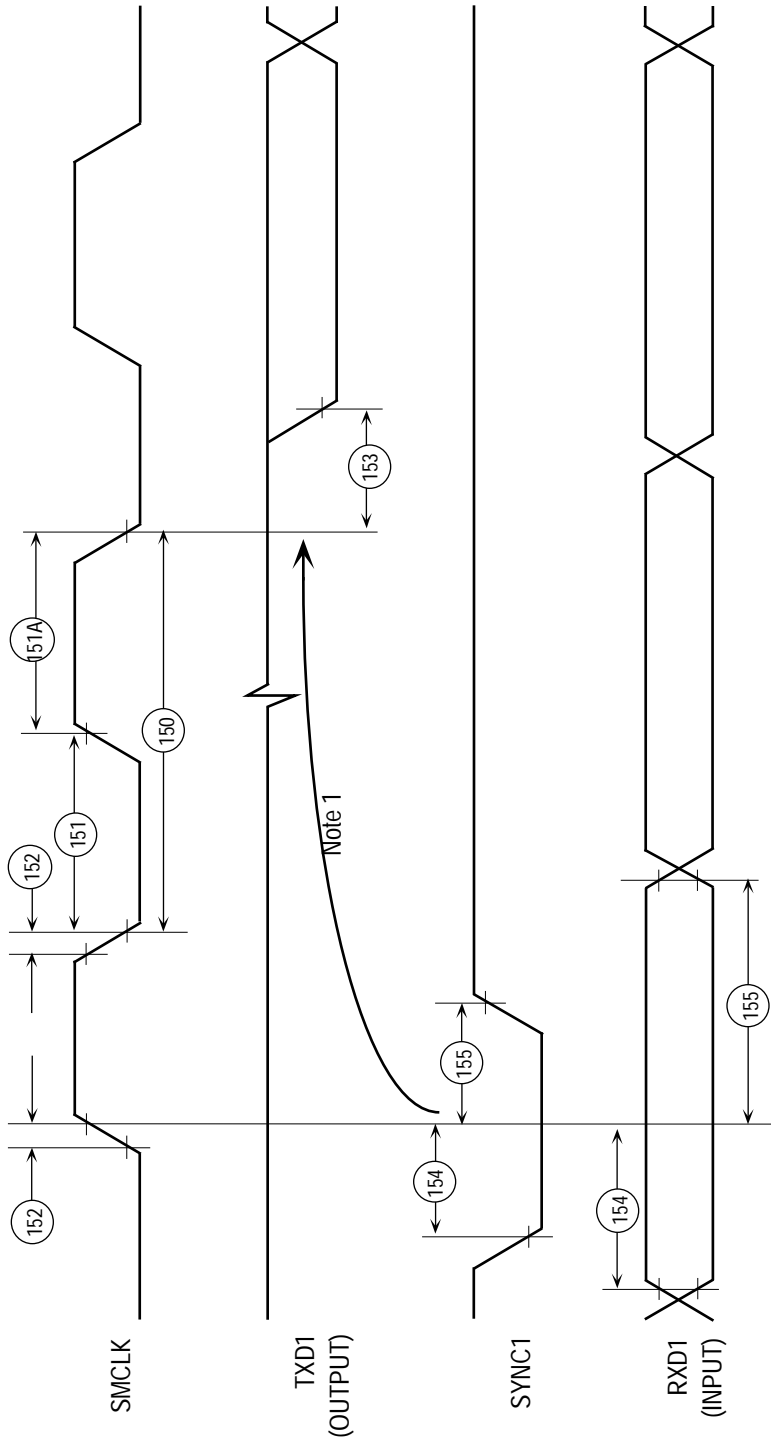 152
152
151
151A
150
SMCLK
153
Note 1
TXD1
(OUTPUT)
154
155
SYNC1
154
155
RXD1
(INPUT)